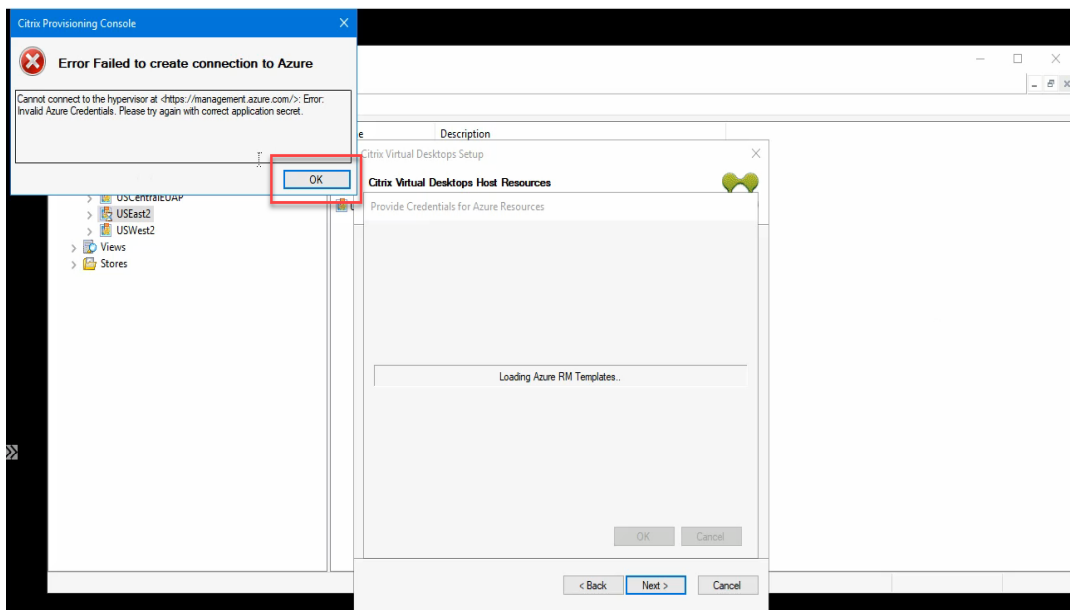 Citrix Provisioning Console
Error Failed to create connection to Azure
Cannot connect to the hypervisor at <https://management.azure.com/>: Error:
Invalid Azure Credentials. Please try again with correct application secret.
OK
Description
Citrix Virtual Desktops Setup
Citrix Virtual Desktops Host Resources
Provide Credentials for Azure Resources
USCentralEUAP
USEast2
USWest2
Views
Stores
Loading Azure RM Templates..
OK
Cancel
< Back
Next >
Cancel